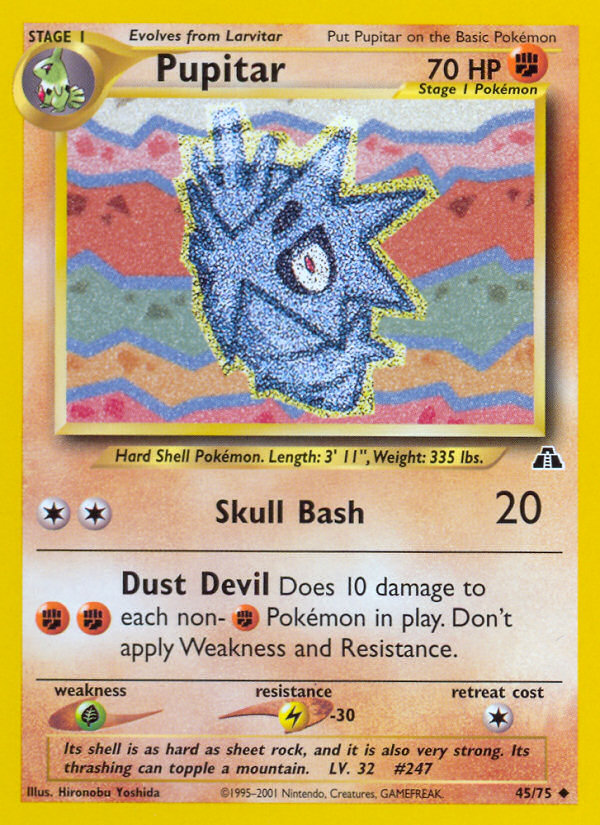 STAGE 1 Evolves from Larvitar Put Pupitar on the Basic Pokémon
Pupitar 70 HP
Stage 1 Pokémon
Hard Shell Pokémon. Length: 3' 11", Weight: 335 lbs.
Skull Bash 20
Dust Devil Does 10 damage to
each non- Pokémon in play. Don't
apply Weakness and Resistance.
weakness resistance retreat cost
-30
Its shell is as hard as sheet rock, and it is also very strong. Its
thrashing can topple a mountain. LV. 32 #247
Illus. Hironobu Yoshida ©1995-2001 Nintendo, Creatures, GAMEFREAK. 45/75